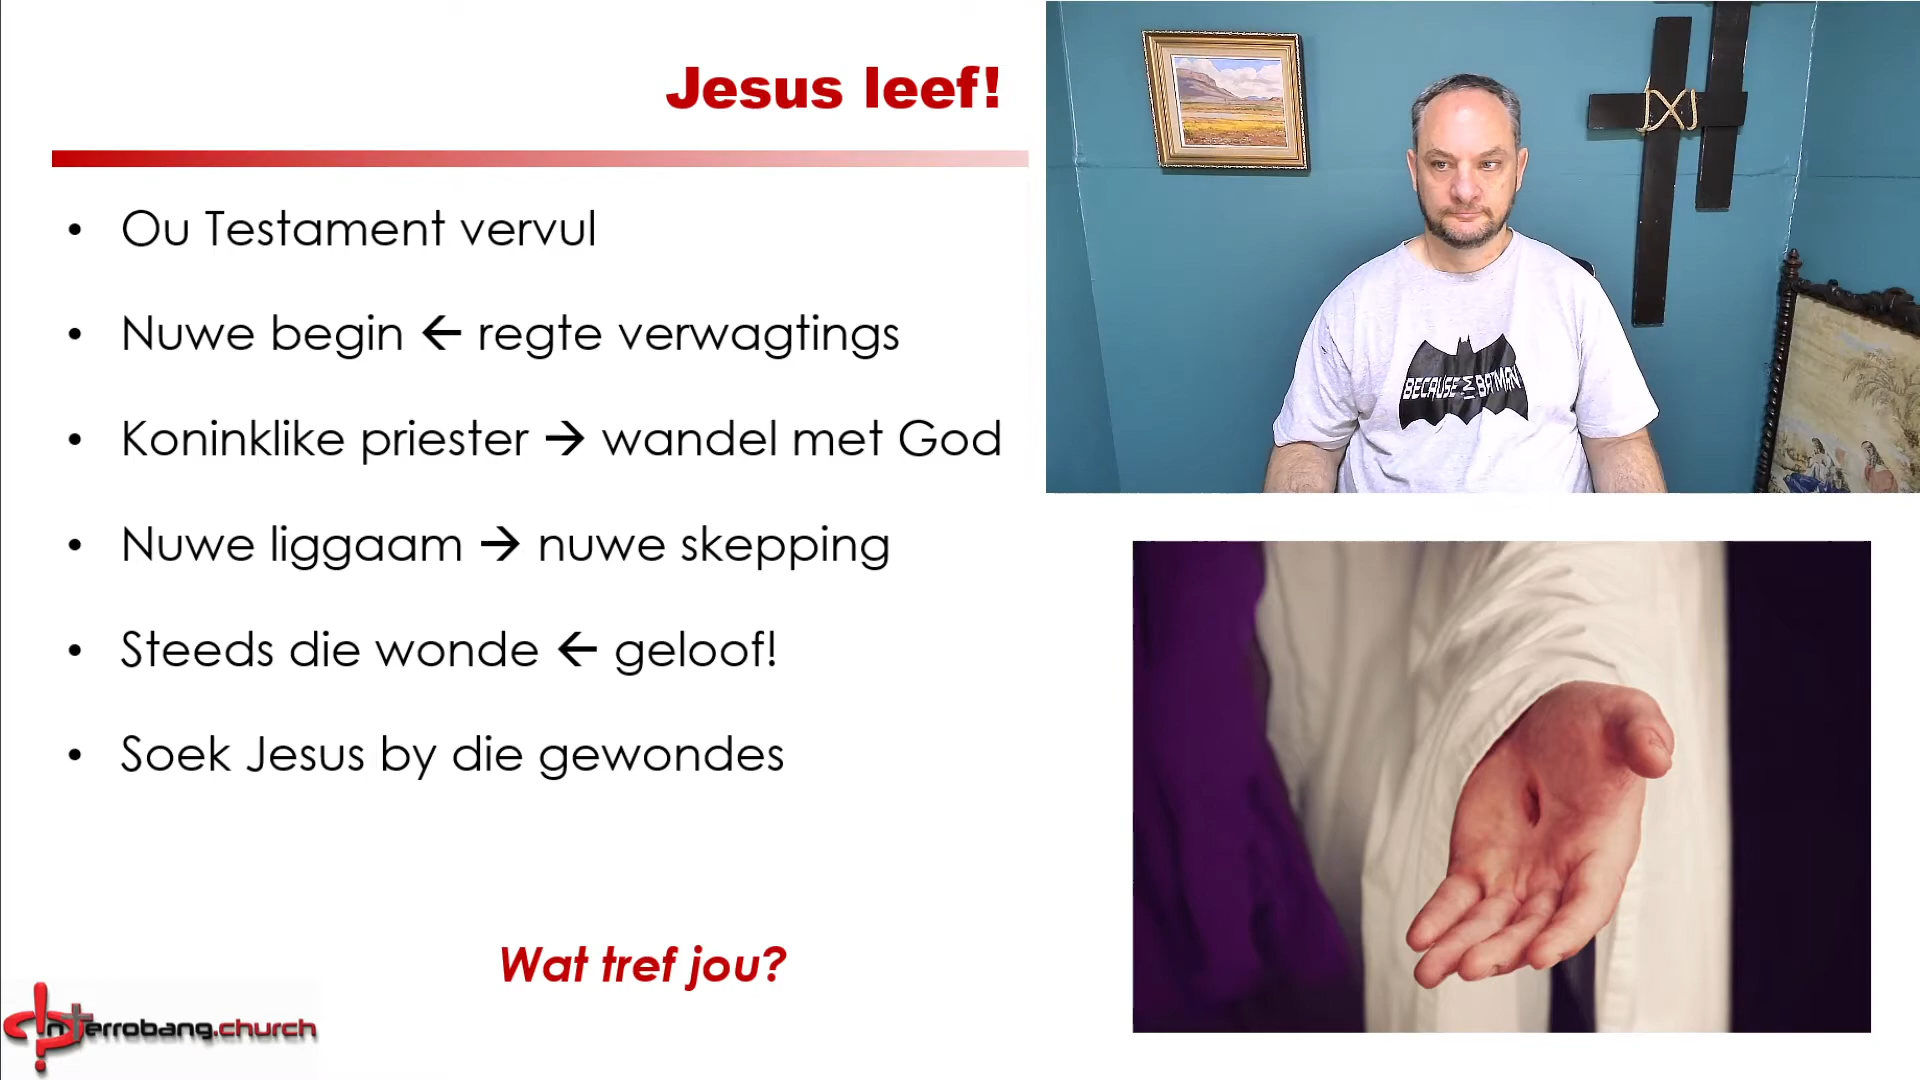 Jesus leef!
• Ou Testament vervul
• Nuwe begin ← regte verwagtings
• Koninklike priester → wandel met God
• Nuwe liggaam → nuwe skepping
• Steeds die wonde ← geloof!
• Soek Jesus by die gewondes
Wat tref jou?
Interrobang.church
BECAUSE I'M BATMAN